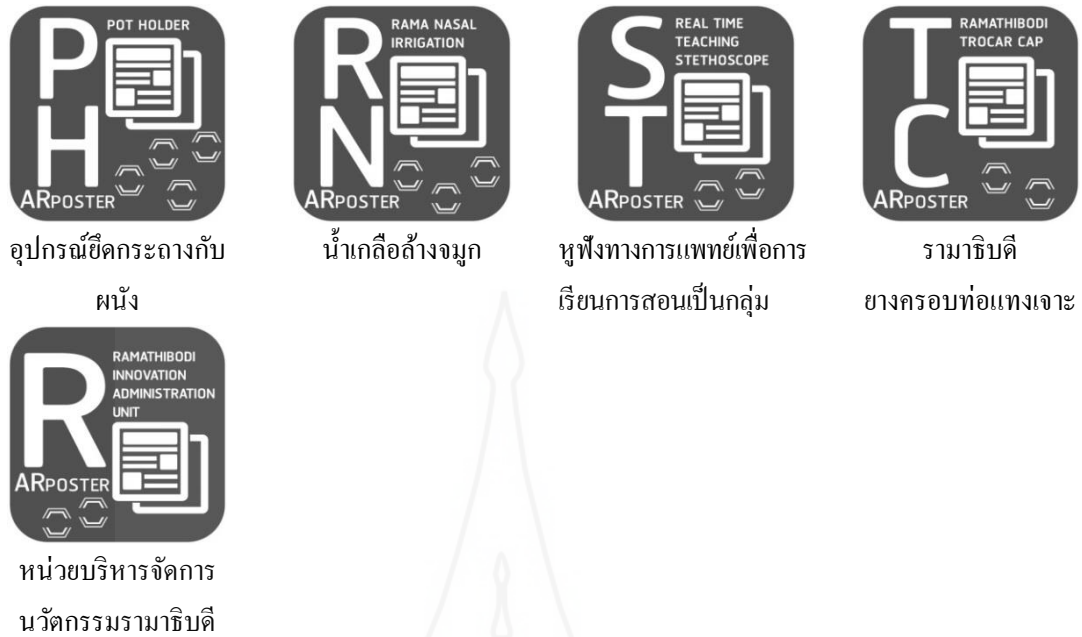 P
H
POT HOLDER
ARPOSTER
อุปกรณ์ยึดกระถางกับ
ผนัง
R
N
RAMA NASAL
IRRIGATION
ARPOSTER
น้ำเกลือล้างจมูก
S
T
REAL TIME
TEACHING
STETHOSCOPE
ARPOSTER
หูฟังทางการแพทย์เพื่อการ
เรียนการสอนเป็นกลุ่ม
T
C
RAMATHIBODI
TROCAR CAP
ARPOSTER
รามาธิบดี
ยางครอบท่อแทงเจาะ
R
RAMATHIBODI
INNOVATION
ADMINISTRATION
UNIT
ARPOSTER
หน่วยบริหารจัดการ
นวัตกรรมรามาธิบดี